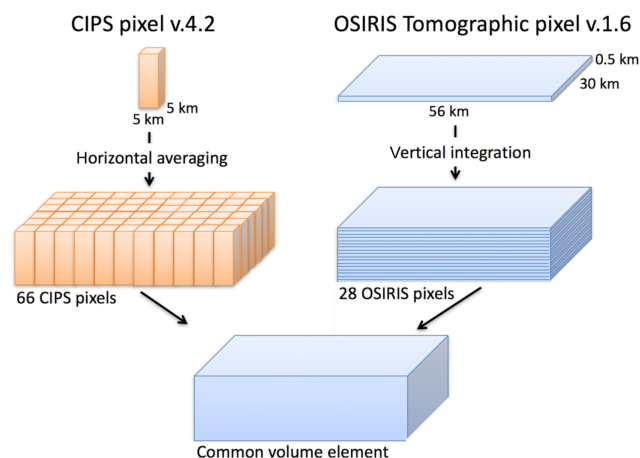 CIPS pixel v.4.2
OSIRIS Tomographic pixel v.1.6
5 km
5 km
0.5 km
30 km
56 km
Horizontal averaging
Vertical integration
66 CIPS pixels
28 OSIRIS pixels
Common volume element